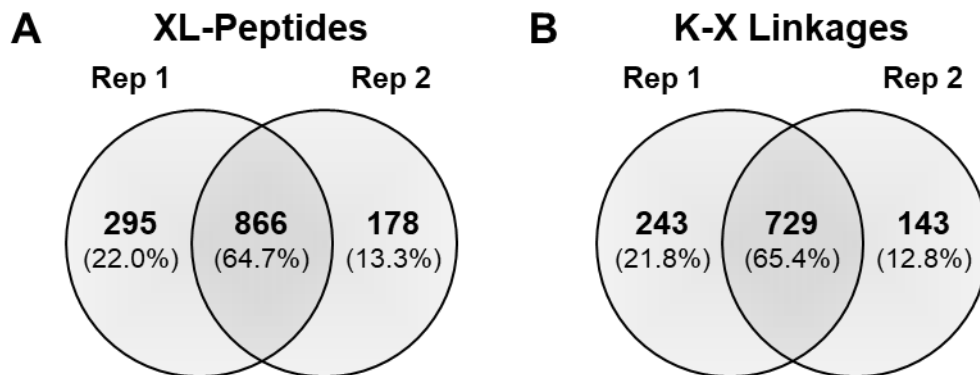 A XL-Peptides
Rep 1 Rep 2
295 866 178
(22.0%) (64.7%) (13.3%)
B K-X Linkages
Rep 1 Rep 2
243 729 143
(21.8%) (65.4%) (12.8%)